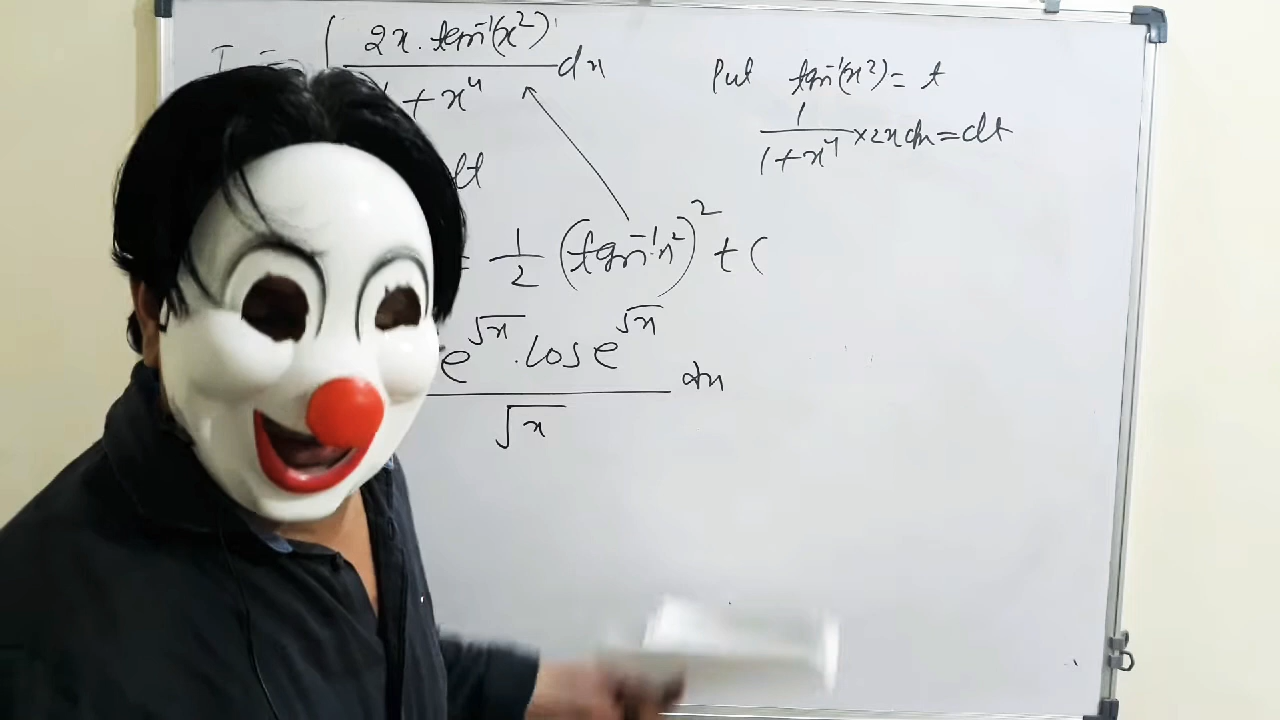 I = ∫ 2x . tan⁻¹(x²) / 1 + x⁴ dx
Put tan⁻¹(x²) = t
1 / 1 + x⁴ × 2x dx = dt
dt
= 1/2 (tan⁻¹x²)² + C
e^√x . cos e^√x / √x dx